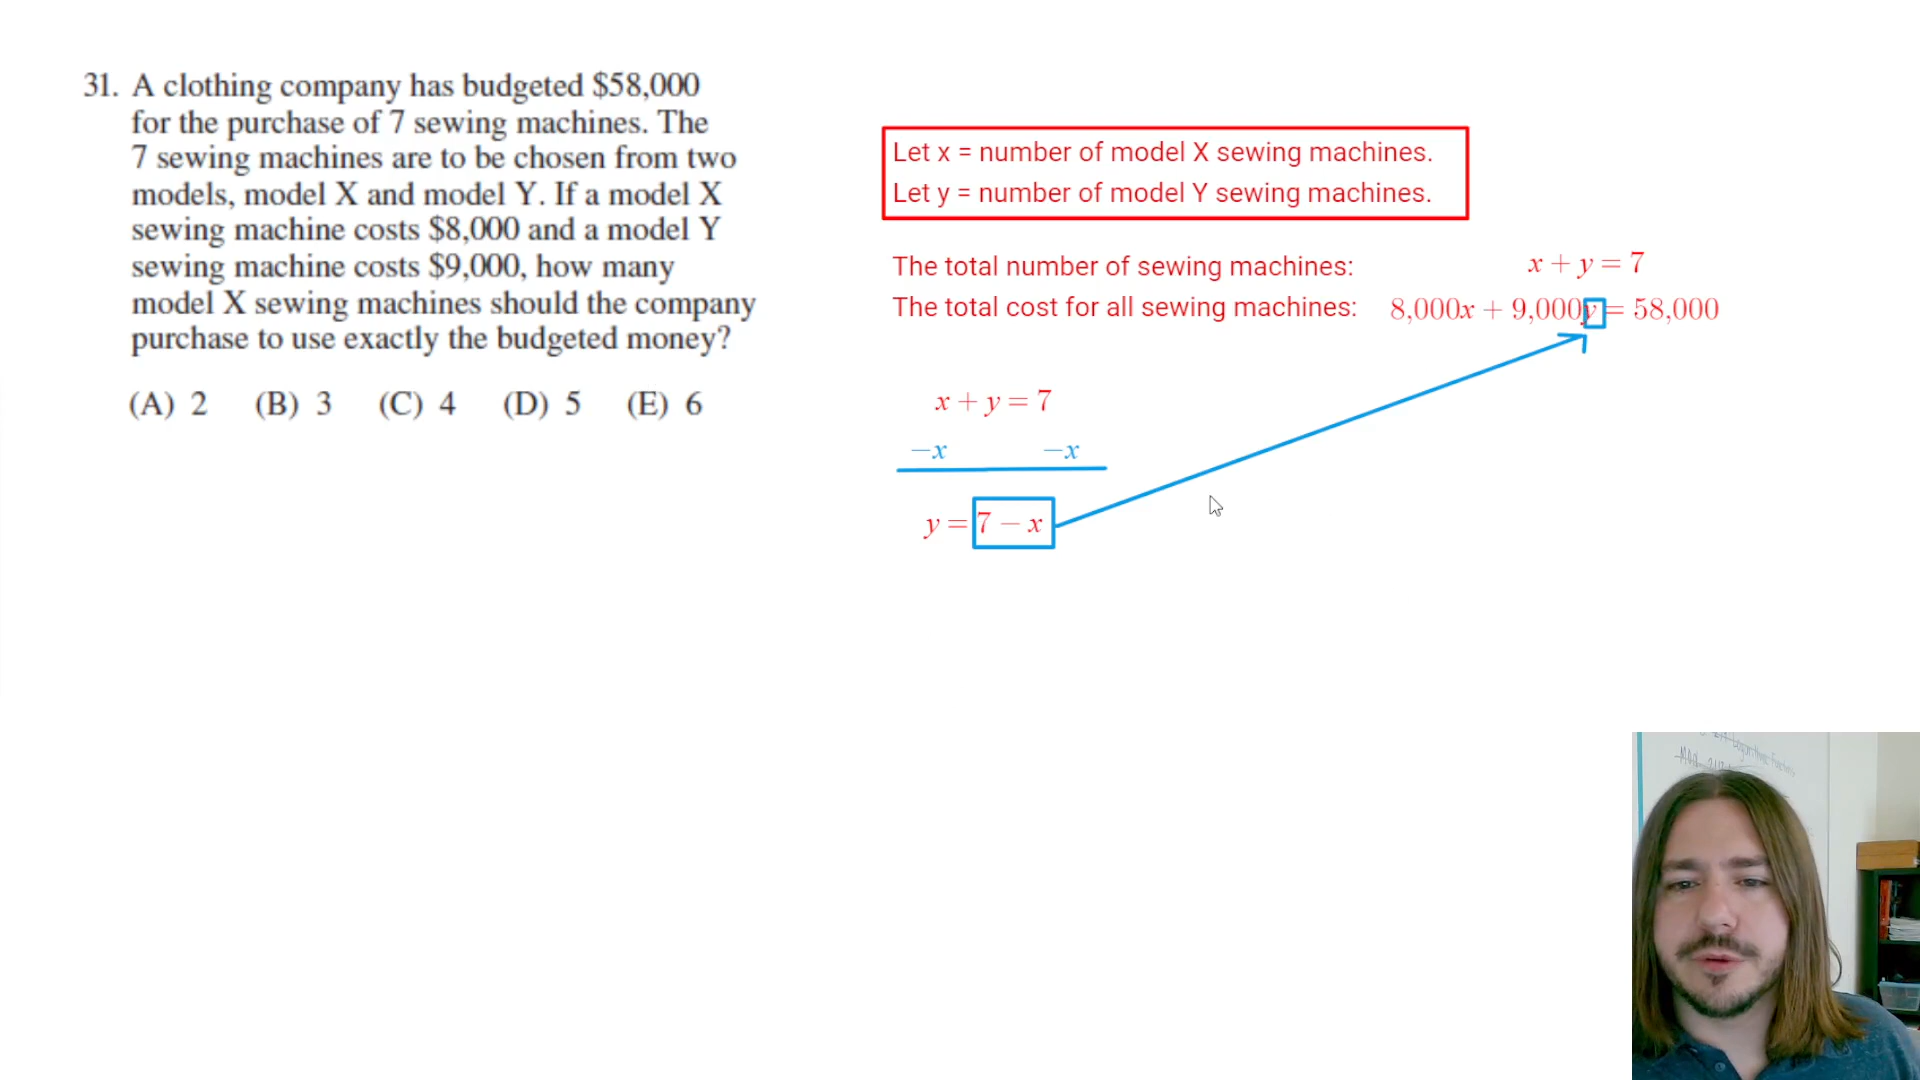 31. A clothing company has budgeted $58,000
for the purchase of 7 sewing machines. The
7 sewing machines are to be chosen from two
models, model X and model Y. If a model X
sewing machine costs $8,000 and a model Y
sewing machine costs $9,000, how many
model X sewing machines should the company
purchase to use exactly the budgeted money?
(A) 2 (B) 3 (C) 4 (D) 5 (E) 6
Let x = number of model X sewing machines.
Let y = number of model Y sewing machines.
The total number of sewing machines: x + y = 7
The total cost for all sewing machines: 8,000x + 9,000y = 58,000
x + y = 7
−x −x
y = 7 − x